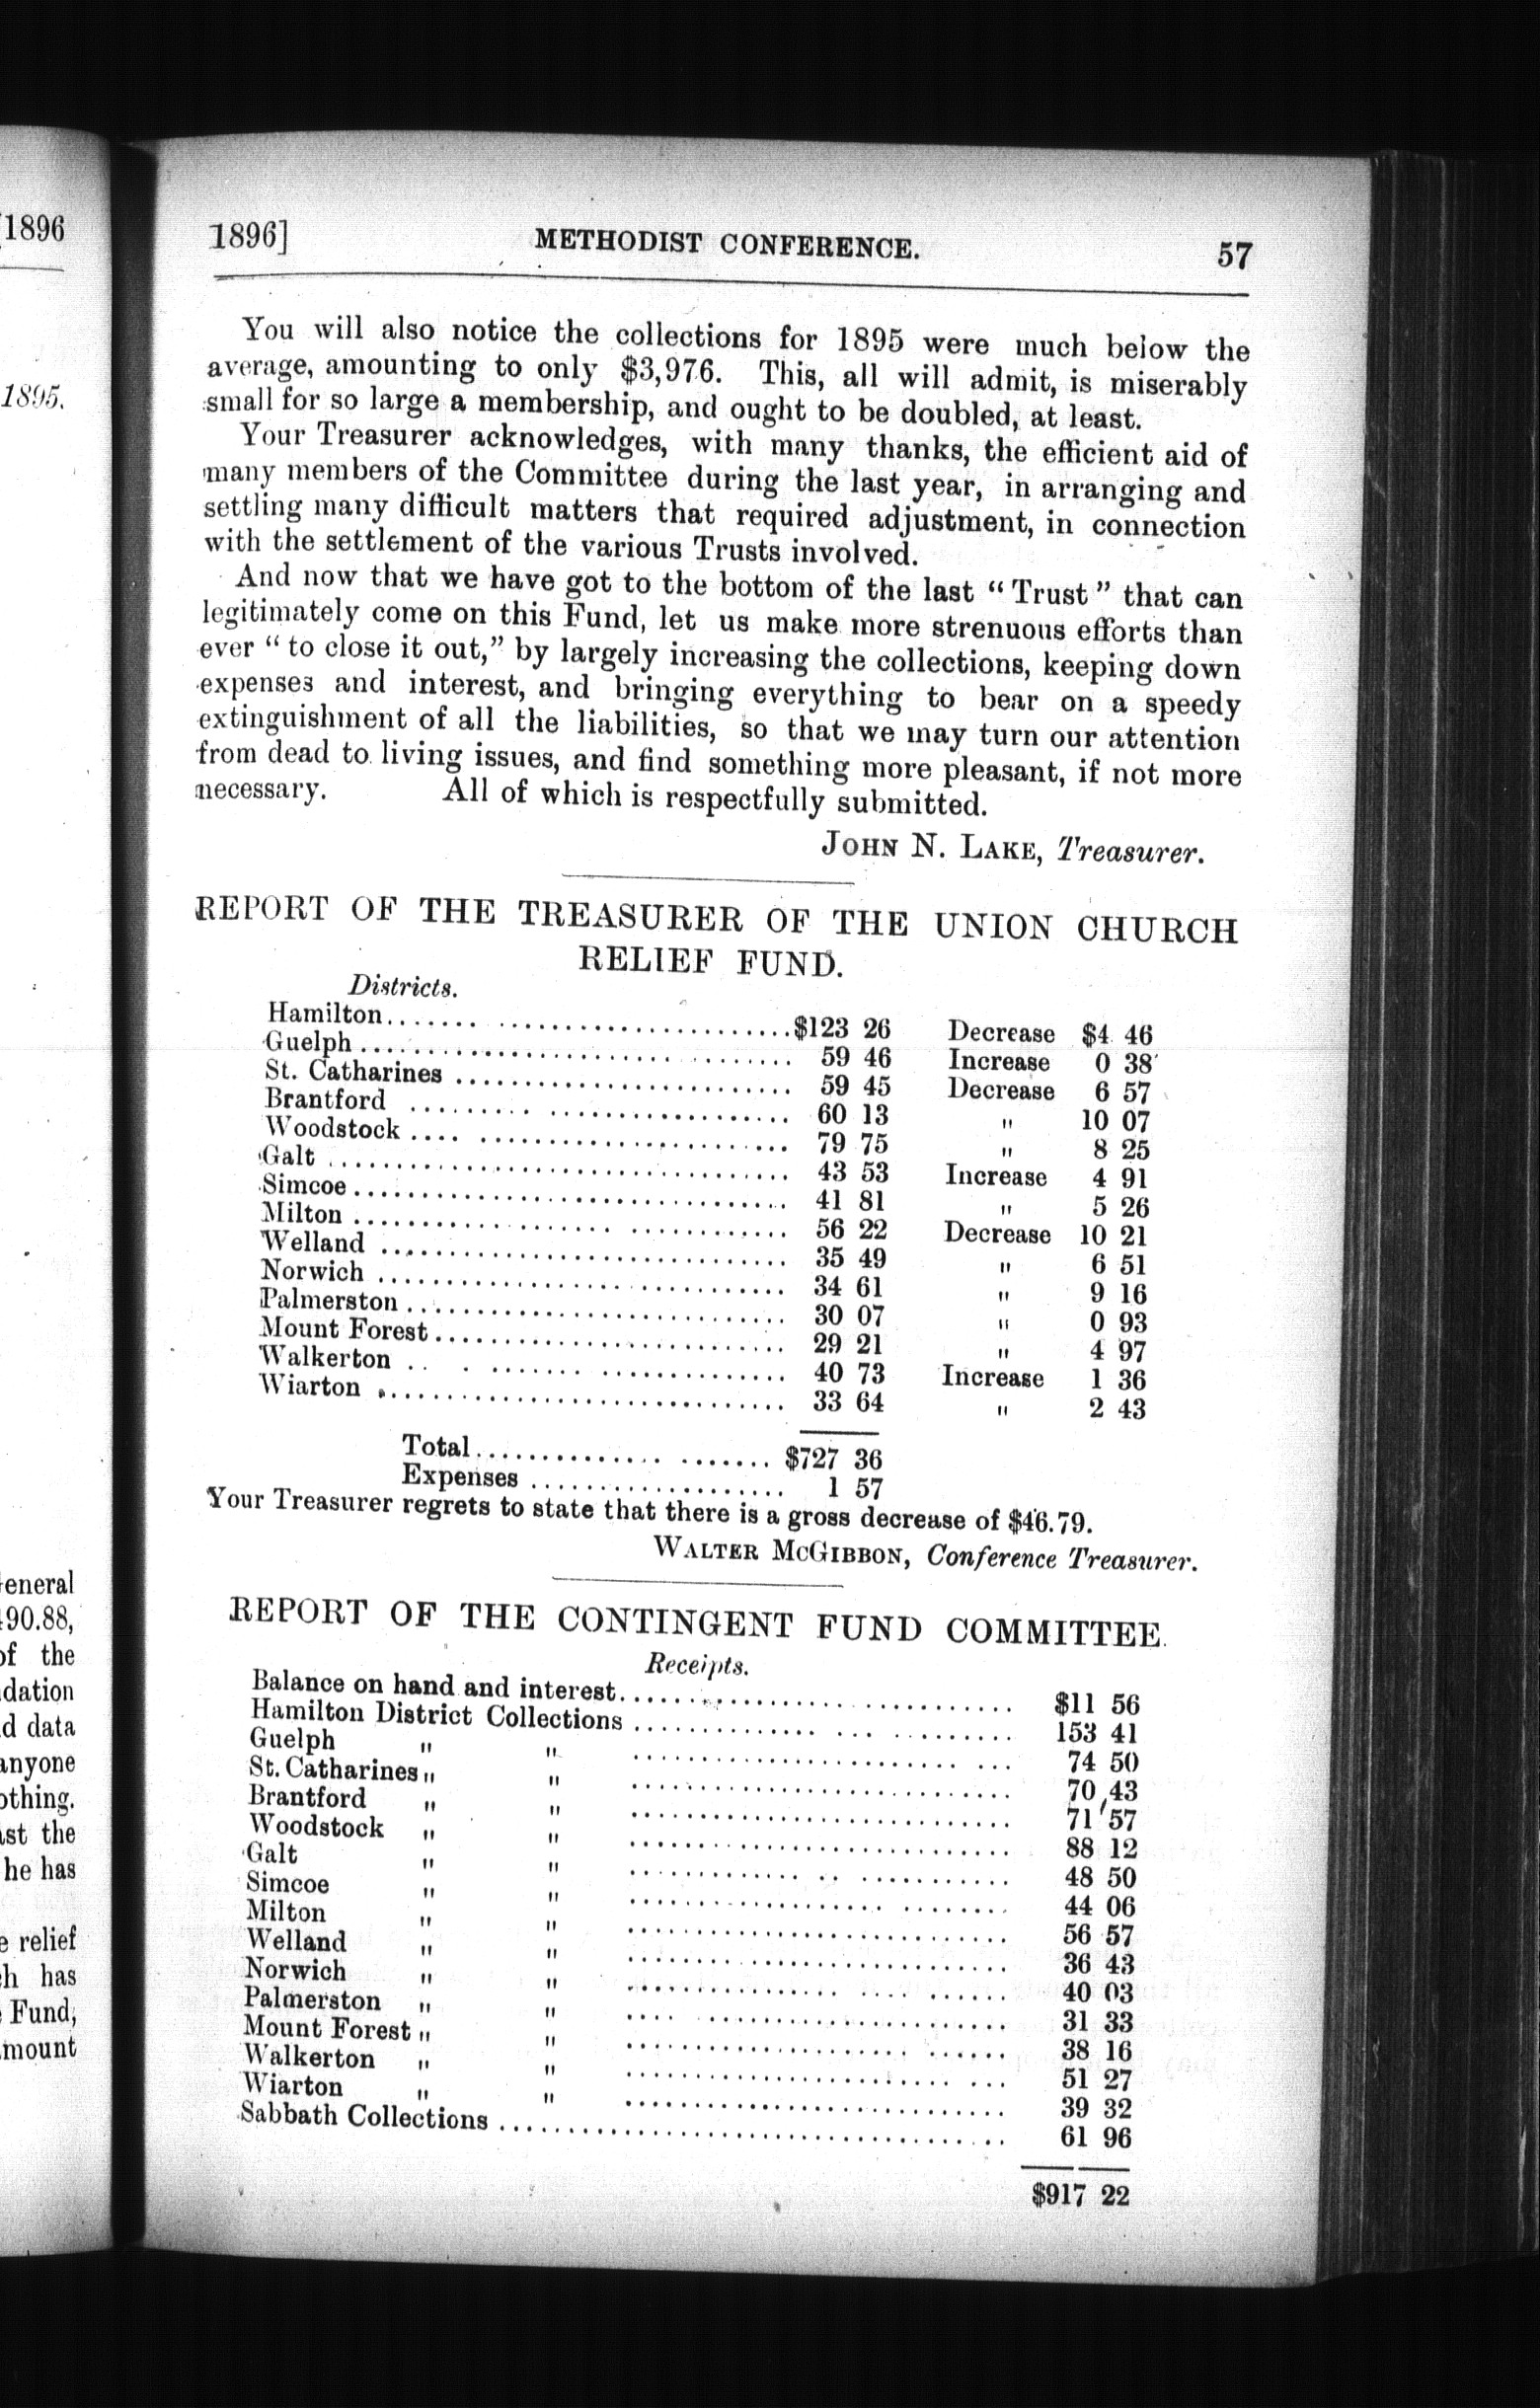 [1896
1895.
eneral
90.88,
of the
dation
d data
anyone
othing.
st the
he has
relief
h has
Fund,
mount
1896] METHODIST CONFERENCE. 57
You will also notice the collections for 1895 were much below the
average, amounting to only $3,976. This, all will admit, is miserably
small for so large a membership, and ought to be doubled, at least.
Your Treasurer acknowledges, with many thanks, the efficient aid of
many members of the Committee during the last year, in arranging and
settling many difficult matters that required adjustment, in connection
with the settlement of the various Trusts involved.
And now that we have got to the bottom of the last "Trust" that can
legitimately come on this Fund, let us make more strenuous efforts than
ever "to close it out," by largely increasing the collections, keeping down
expenses and interest, and bringing everything to bear on a speedy
extinguishment of all the liabilities, so that we may turn our attention
from dead to living issues, and find something more pleasant, if not more
necessary. All of which is respectfully submitted.
JOHN N. LAKE, Treasurer.
REPORT OF THE TREASURER OF THE UNION CHURCH
RELIEF FUND.
Districts.
Hamilton.................................... $123 26 Decrease $4 46
Guelph.................................... 59 46 Increase 0 38
St. Catharines.................................... 59 45 Decrease 6 57
Brantford.................................... 60 13 " 10 07
Woodstock.................................... 79 75 " 8 25
Galt.................................... 43 53 Increase 4 91
Simcoe.................................... 41 81 " 5 26
Milton.................................... 56 22 Decrease 10 21
Welland.................................... 35 49 " 6 51
Norwich.................................... 34 61 " 9 16
Palmerston.................................... 30 07 " 0 93
Mount Forest.................................... 29 21 " 4 97
Walkerton.................................... 40 73 Increase 1 36
Wiarton.................................... 33 64 " 2 43
Total.................... $727 36
Expenses.................... 1 57
Your Treasurer regrets to state that there is a gross decrease of $46.79.
WALTER MCGIBBON, Conference Treasurer.
REPORT OF THE CONTINGENT FUND COMMITTEE.
Receipts.
Balance on hand and interest.............................. $11 56
Hamilton District Collections.............................. 153 41
Guelph " " .............................. 74 50
St. Catharines " " .............................. 70 43
Brantford " " .............................. 71 57
Woodstock " " .............................. 88 12
Galt " " .............................. 48 50
Simcoe " " .............................. 44 06
Milton " " .............................. 56 57
Welland " " .............................. 36 43
Norwich " " .............................. 40 03
Palmerston " " .............................. 31 33
Mount Forest " " .............................. 38 16
Walkerton " " .............................. 51 27
Wiarton " " .............................. 39 32
Sabbath Collections.............................. 61 96
$917 22